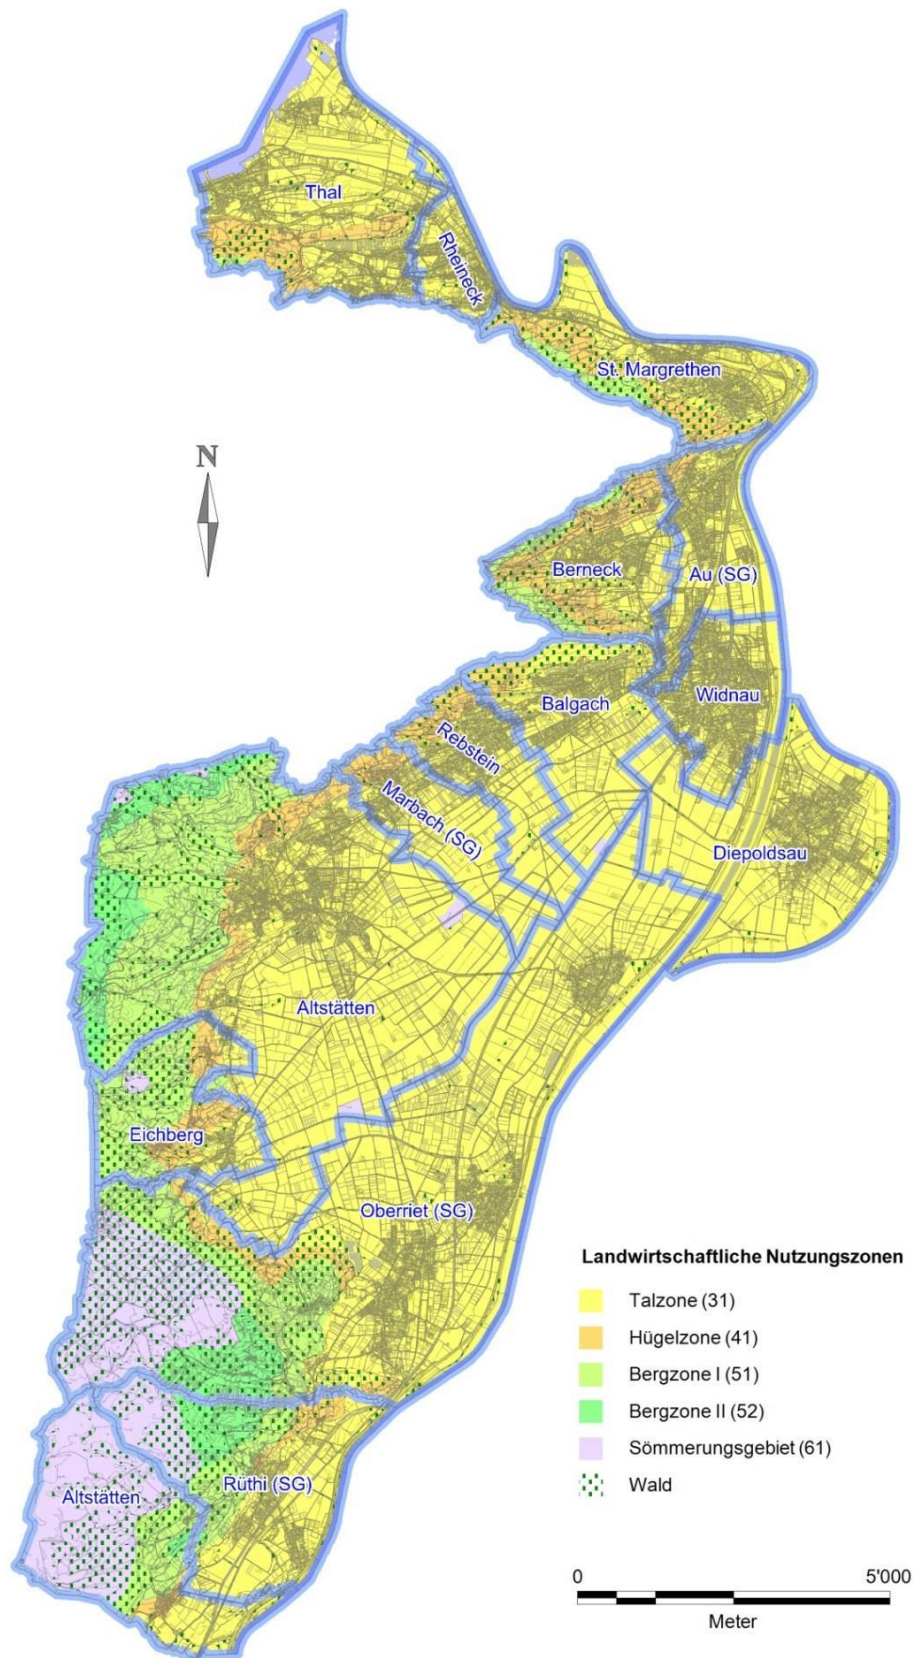 Thal
Rheineck
St. Margrethen
N
Berneck
Au (SG)
Widnau
Balgach
Rebstein
Marbach (SG)
Diepoldsau
Altstätten
Eichberg
Oberriet (SG)
Rüthi (SG)
Altstätten
Landwirtschaftliche Nutzungszonen
Talzone (31)
Hügelzone (41)
Bergzone I (51)
Bergzone II (52)
Sömmerungsgebiet (61)
Wald
0 5'000
Meter